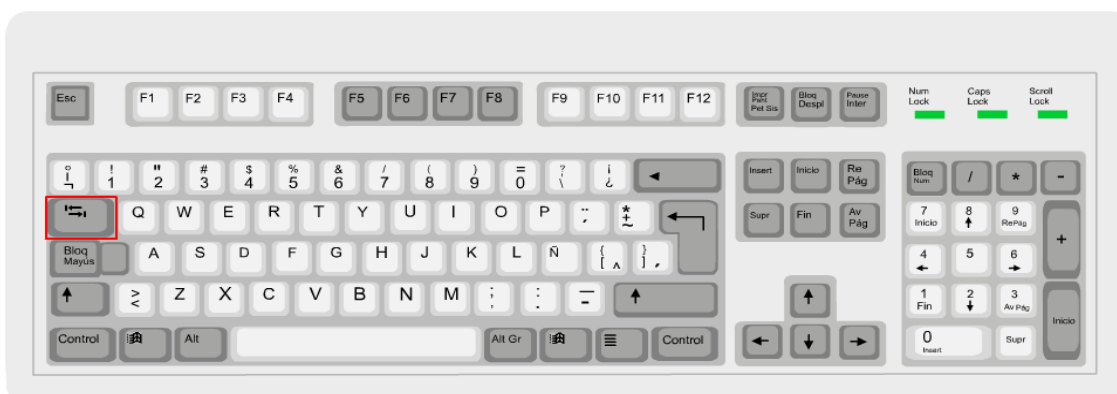 Esc F1 F2 F3 F4 F5 F6 F7 F8 F9 F10 F11 F12
Impr
Pant
Pet Sis
Bloq
Despl
Pause
Inter
Num
Lock
Caps
Lock
Scroll
Lock
! " # $ % & / ( ) = ? ¡
1 2 3 4 5 6 7 8 9 0 \ ¿
Insert Inicio Re
Pág
Bloq
Num
/ * -
Q W E R T Y U I O P ¨ *
+
~
Supr Fin Av
Pág
7
Inicio
8
9
RePág
+
Bloq
Mayús
A S D F G H J K L Ñ { [ ^ } ]
4 5 6
>
<
Z X C V B N M ; , : . _ -
1
Fin
2
3
Av Pág
Inicio
Control Alt Alt Gr Control
0
Insert
Supr